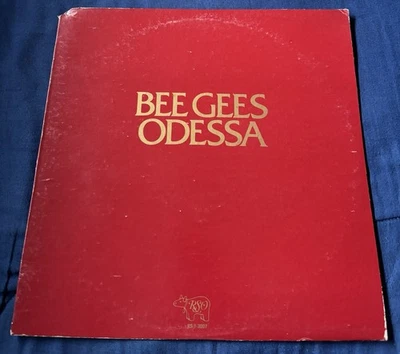 BEE GEES
ODESSA
RSO